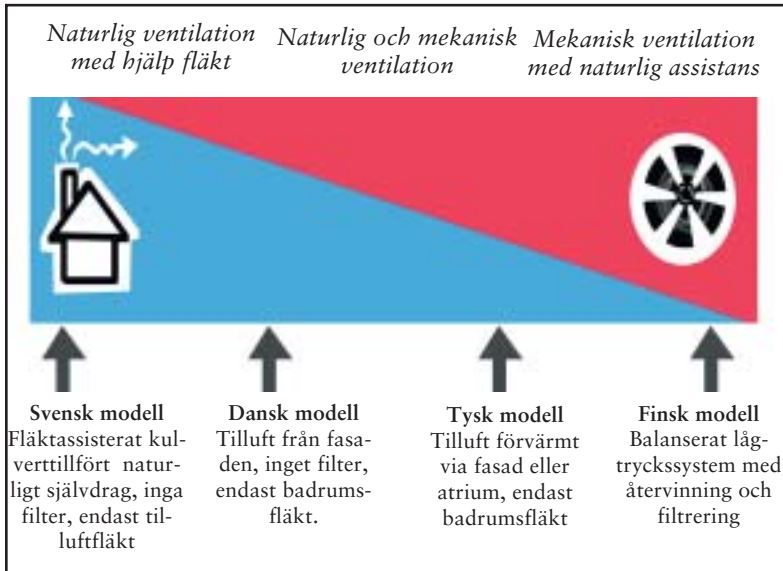 Naturlig ventilation
med hjälp fläkt
Naturlig och mekanisk
ventilation
Mekanisk ventilation
med naturlig assistans
Svensk modell
Fläktassisterat kul-
verttillfört naturligt
ligt självdrag, inga
filter, endast til-
luftfläkt
Dansk modell
Tilluft från fasa-
den, inget filter,
endast badrums-
fläkt.
Tysk modell
Tilluft förvärmt
via fasad eller
atrium, endast
badrumsfläkt
Finsk modell
Balanserat låg-
tryckssystem med
återvinning och
filtrering